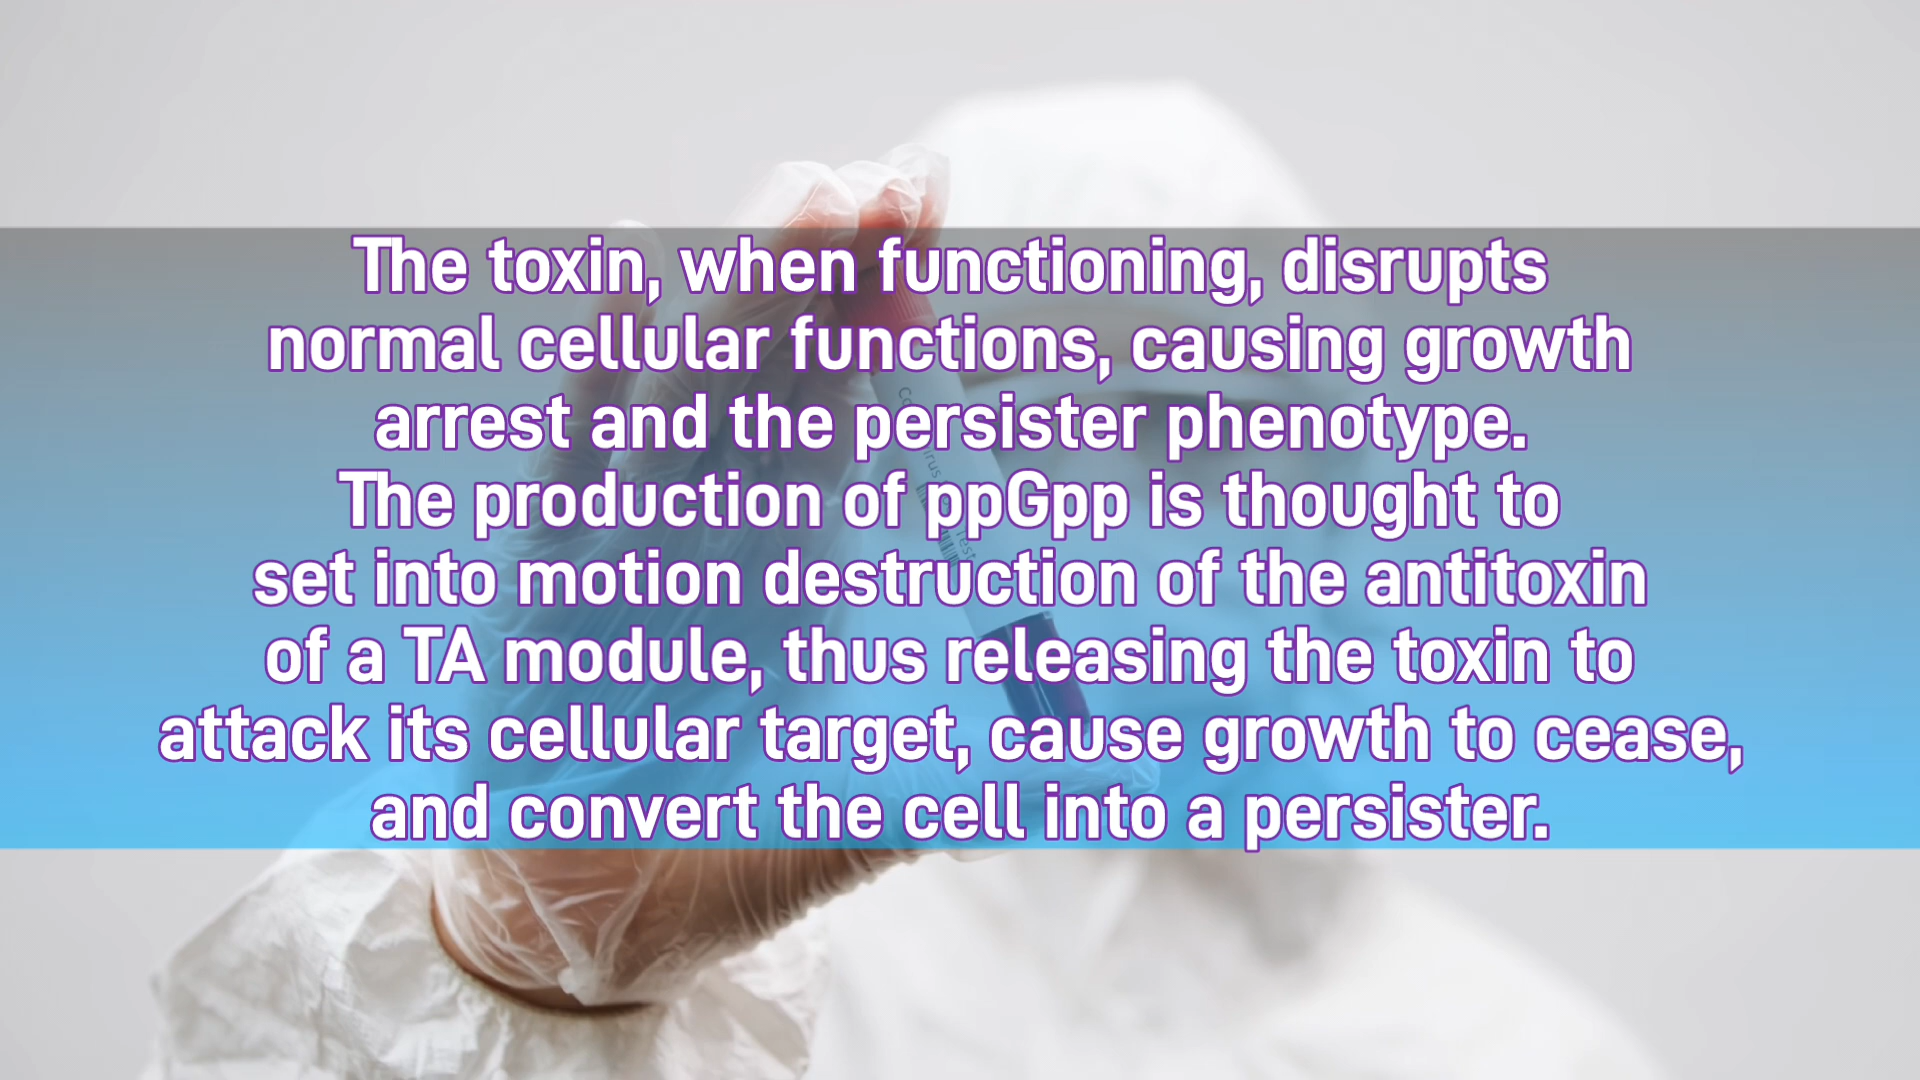 The toxin, when functioning, disrupts
normal cellular functions, causing growth
arrest and the persister phenotype.
The production of ppGpp is thought to
set into motion destruction of the antitoxin
of a TA module, thus releasing the toxin to
attack its cellular target, cause growth to cease,
and convert the cell into a persister.
Test